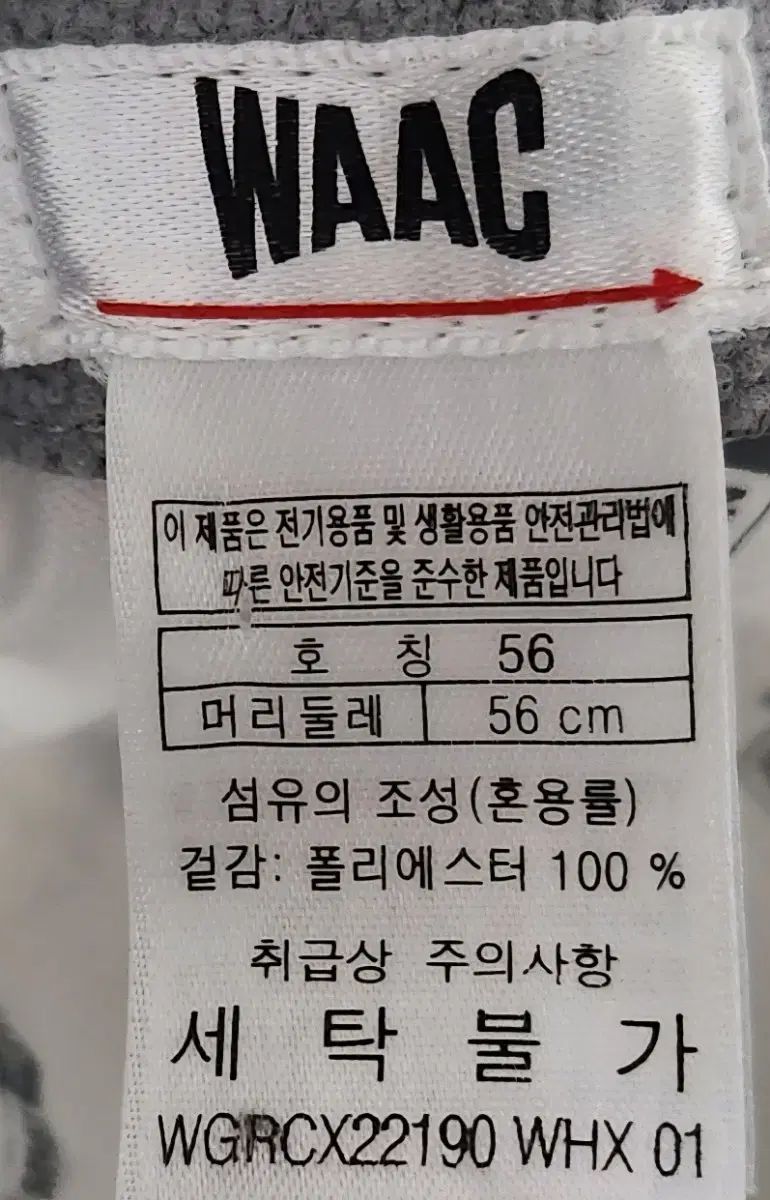 WAAC
이 제품은 전기용품 및 생활용품 안전관리법에
따른 안전기준을 준수한 제품입니다
호 칭 56
머리둘레 56 cm
섬유의 조성(혼용률)
겉감: 폴리에스터 100 %
취급상 주의사항
세 탁 불 가
WGRCX22190 WHX 01